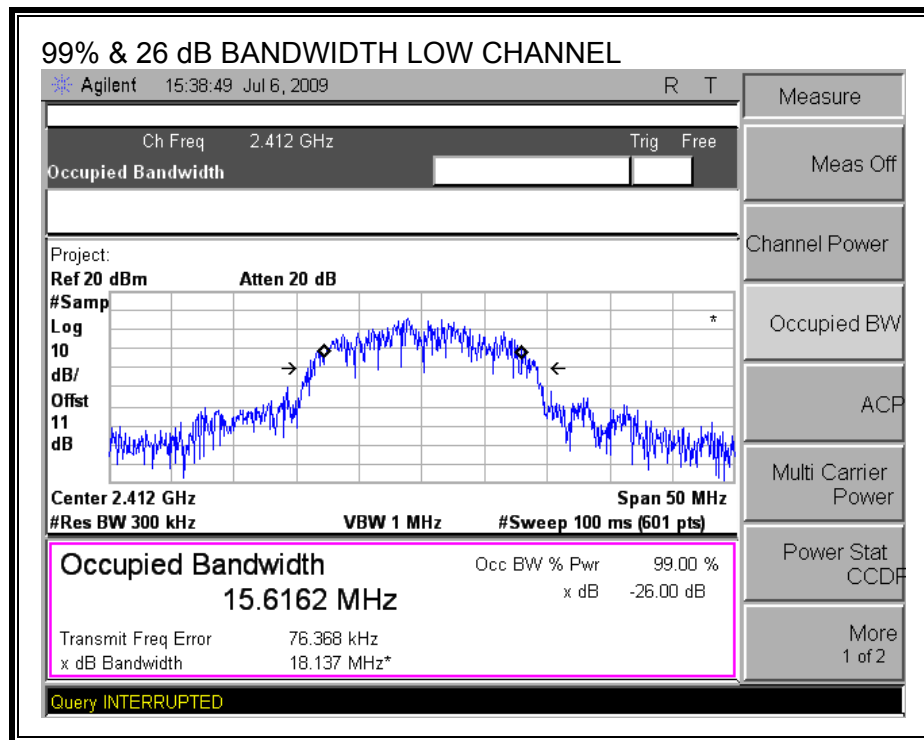 99% & 26 dB BANDWIDTH LOW CHANNEL
Agilent 15:38:49 Jul 6, 2009 R T
Measure
Ch Freq 2.412 GHz Trig Free
Occupied Bandwidth
Meas Off
Channel Power
Occupied BW
ACP
Multi Carrier
Power
Power Stat
CCDF
More
1 of 2
Project:
Ref 20 dBm Atten 20 dB
#Samp
Log
10
dB/
Offst
11
dB
*
Center 2.412 GHz Span 50 MHz
#Res BW 300 kHz VBW 1 MHz #Sweep 100 ms (601 pts)
Occupied Bandwidth Occ BW % Pwr 99.00 %
15.6162 MHz x dB -26.00 dB
Transmit Freq Error 76.368 kHz
x dB Bandwidth 18.137 MHz*
Query INTERRUPTED